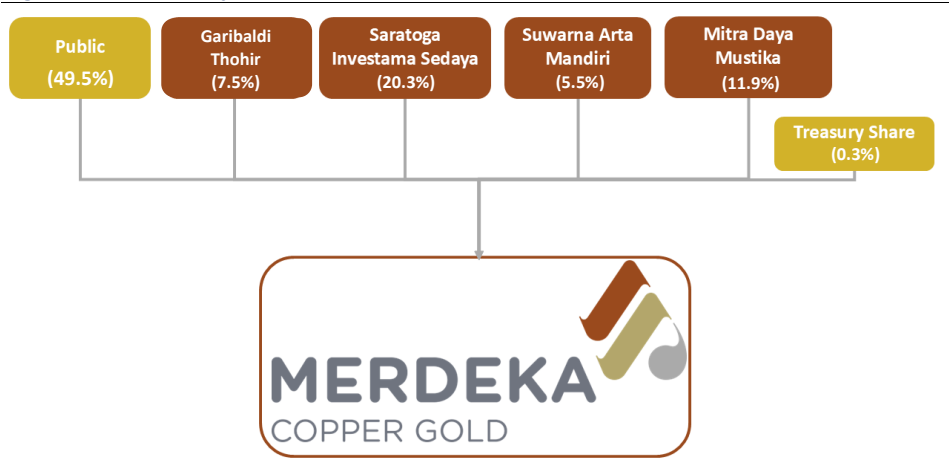 Public
(49.5%)
Garibaldi
Thohir
(7.5%)
Saratoga
Investama Sedaya
(20.3%)
Suwarna Arta
Mandiri
(5.5%)
Mitra Daya
Mustika
(11.9%)
Treasury Share
(0.3%)
MERDEKA
COPPER GOLD